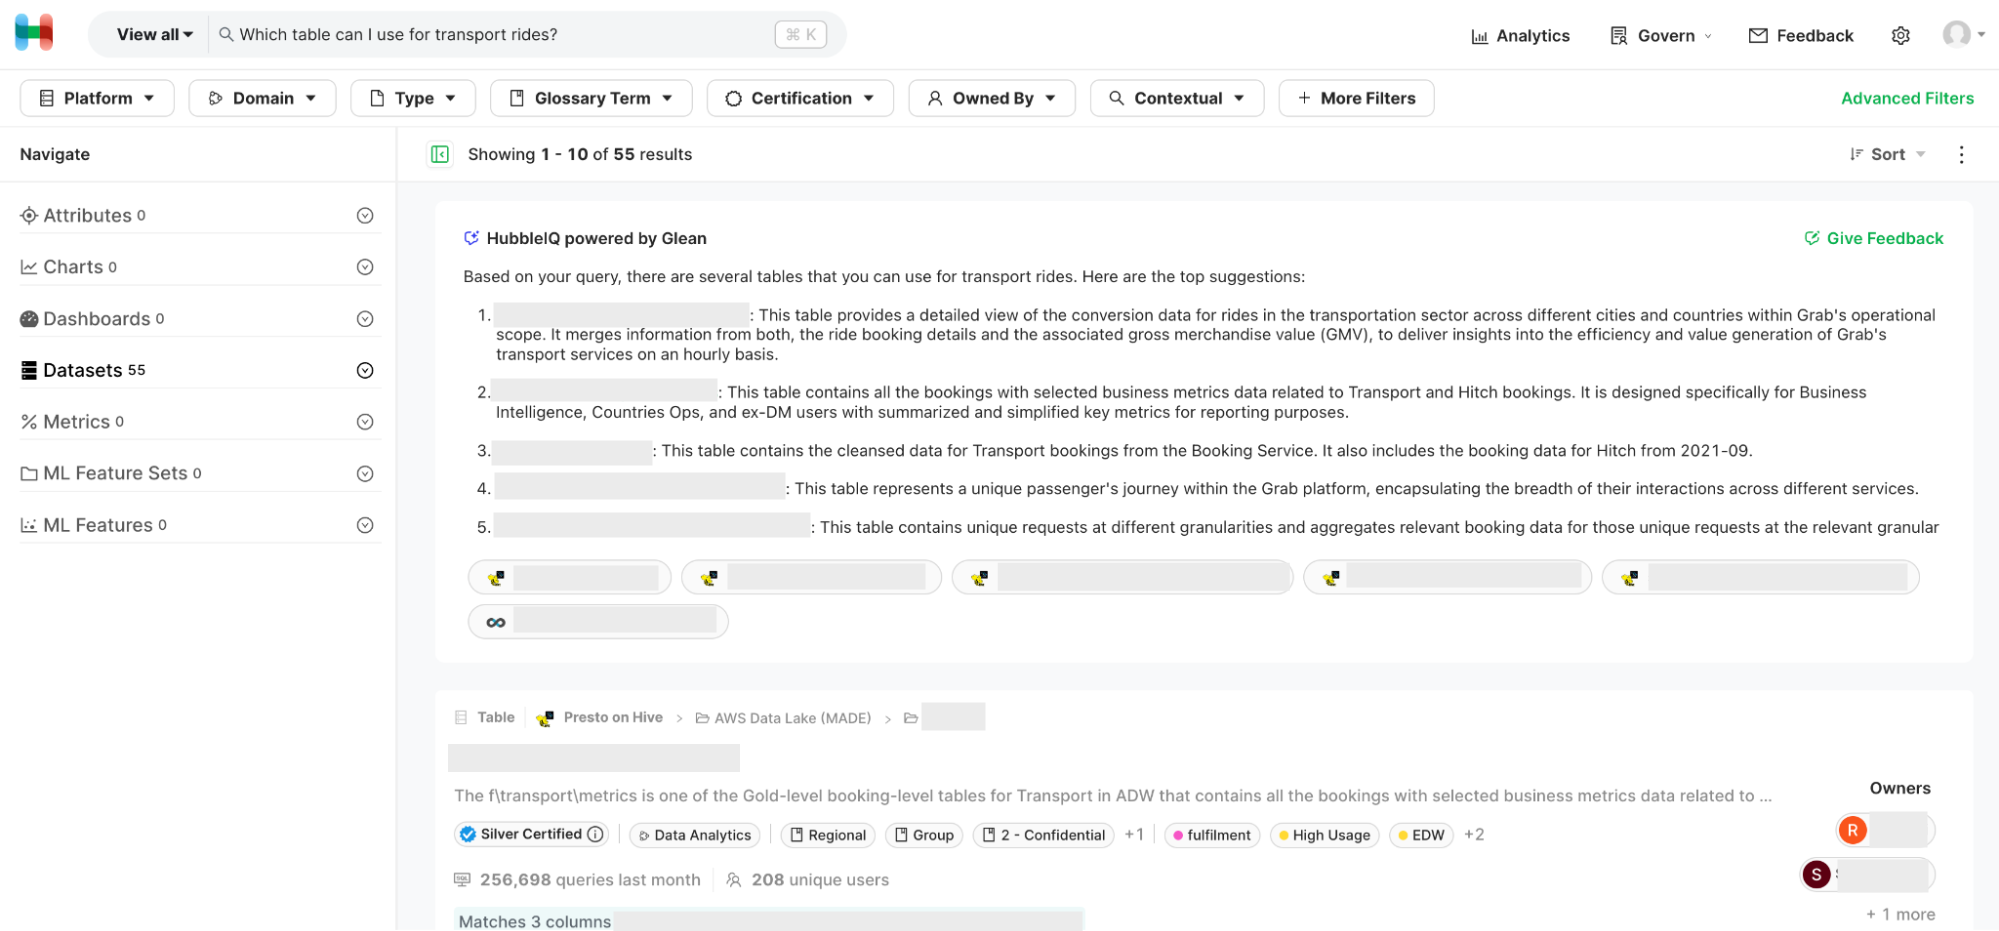 View all
Which table can I use for transport rides?
⌘ K
Analytics
Govern
Feedback
Platform
Domain
Type
Glossary Term
Certification
Owned By
Contextual
More Filters
Advanced Filters
Navigate
Showing 1 - 10 of 55 results
Sort
Attributes 0
Charts 0
Dashboards 0
Datasets 55
Metrics 0
ML Feature Sets 0
ML Features 0
HubbleIQ powered by Glean
Give Feedback
Based on your query, there are several tables that you can use for transport rides. Here are the top suggestions:
1. : This table provides a detailed view of the conversion data for rides in the transportation sector across different cities and countries within Grab's operational
scope. It merges information from both, the ride booking details and the associated gross merchandise value (GMV), to deliver insights into the efficiency and value generation of Grab's
transport services on an hourly basis.
2. : This table contains all the bookings with selected business metrics data related to Transport and Hitch bookings. It is designed specifically for Business
Intelligence, Countries Ops, and ex-DM users with summarized and simplified key metrics for reporting purposes.
3. : This table contains the cleansed data for Transport bookings from the Booking Service. It also includes the booking data for Hitch from 2021-09.
4. : This table represents a unique passenger's journey within the Grab platform, encapsulating the breadth of their interactions across different services.
5. : This table contains unique requests at different granularities and aggregates relevant booking data for those unique requests at the relevant granular
Table Presto on Hive > AWS Data Lake (MADE) >
The f\transport\metrics is one of the Gold-level booking-level tables for Transport in ADW that contains all the bookings with selected business metrics data related to ...
Silver Certified Data Analytics Regional Group 2 - Confidential +1 fulfilment High Usage EDW +2
256,698 queries last month 208 unique users
Matches 3 columns
Owners
R
S
+ 1 more